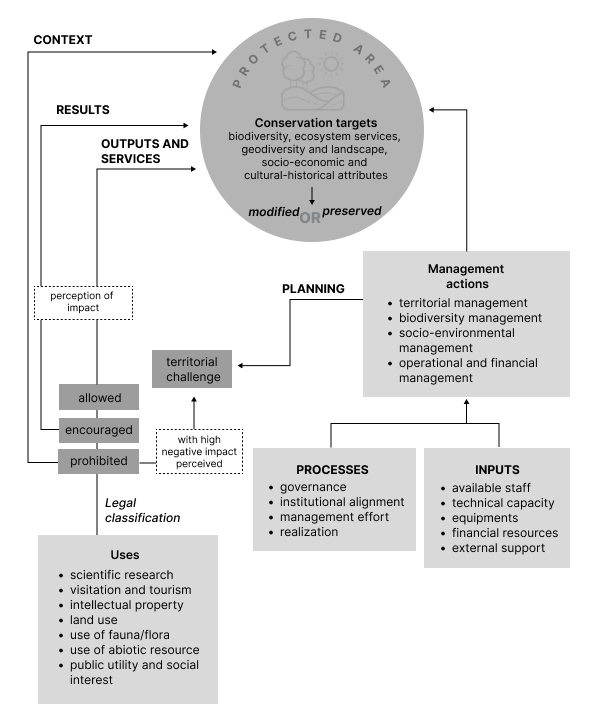 CONTEXT
PROTECTED AREA
RESULTS
OUTPUTS AND
SERVICES
Conservation targets
biodiversity, ecosystem services,
geodiversity and landscape,
socio-economic and
cultural-historical attributes
modified OR preserved
perception of
impact
PLANNING
Management
actions
• territorial management
• biodiversity management
• socio-environmental
management
• operational and financial
management
territorial
challenge
allowed
encouraged
prohibited
with high
negative impact
perceived
Legal
classification
PROCESSES
• governance
• institutional alignment
• management effort
• realization
INPUTS
• available staff
• technical capacity
• equipments
• financial resources
• external support
Uses
• scientific research
• visitation and tourism
• intellectual property
• land use
• use of fauna/flora
• use of abiotic resource
• public utility and social
interest